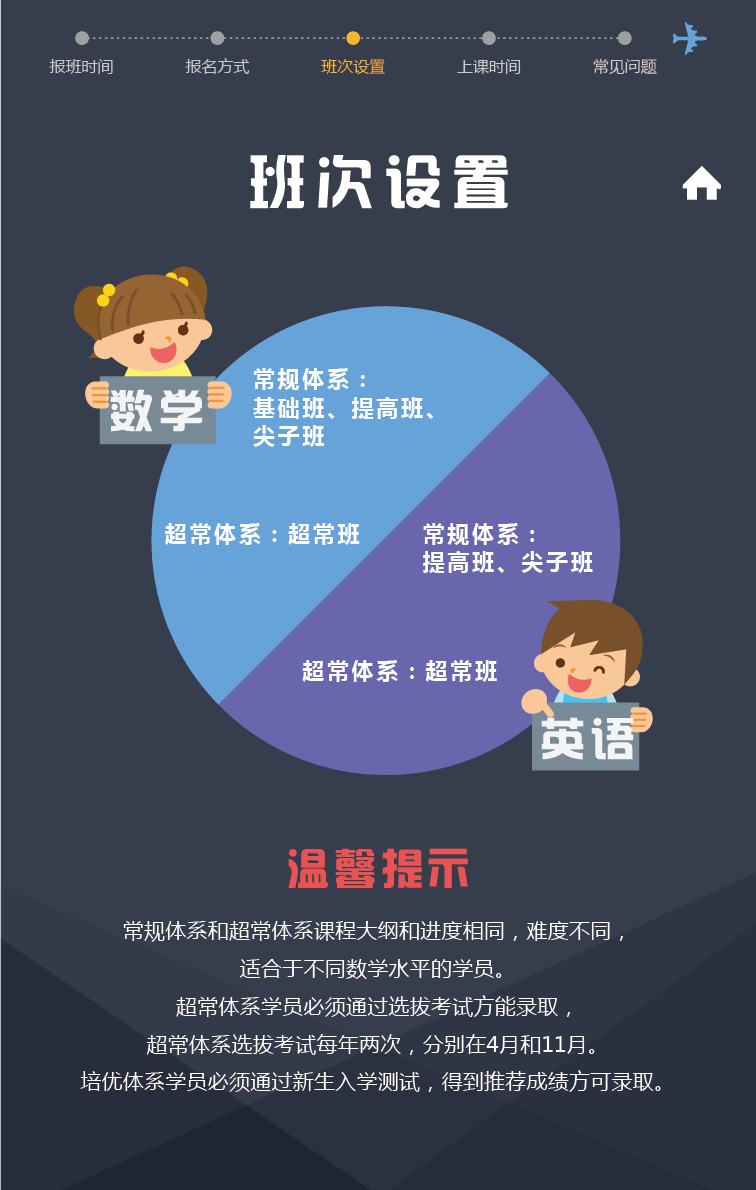 报班时间
报名方式
班次设置
上课时间
常见问题
班次设置
数学
常规体系：
基础班、提高班、
尖子班
超常体系：超常班
常规体系：
提高班、尖子班
超常体系：超常班
英语
温馨提示
常规体系和超常体系课程大纲和进度相同，难度不同，
适合于不同数学水平的学员。
超常体系学员必须通过选拔考试方能录取，
超常体系选拔考试每年两次，分别在4月和11月。
培优体系学员必须通过新生入学测试，得到推荐成绩方可录取。